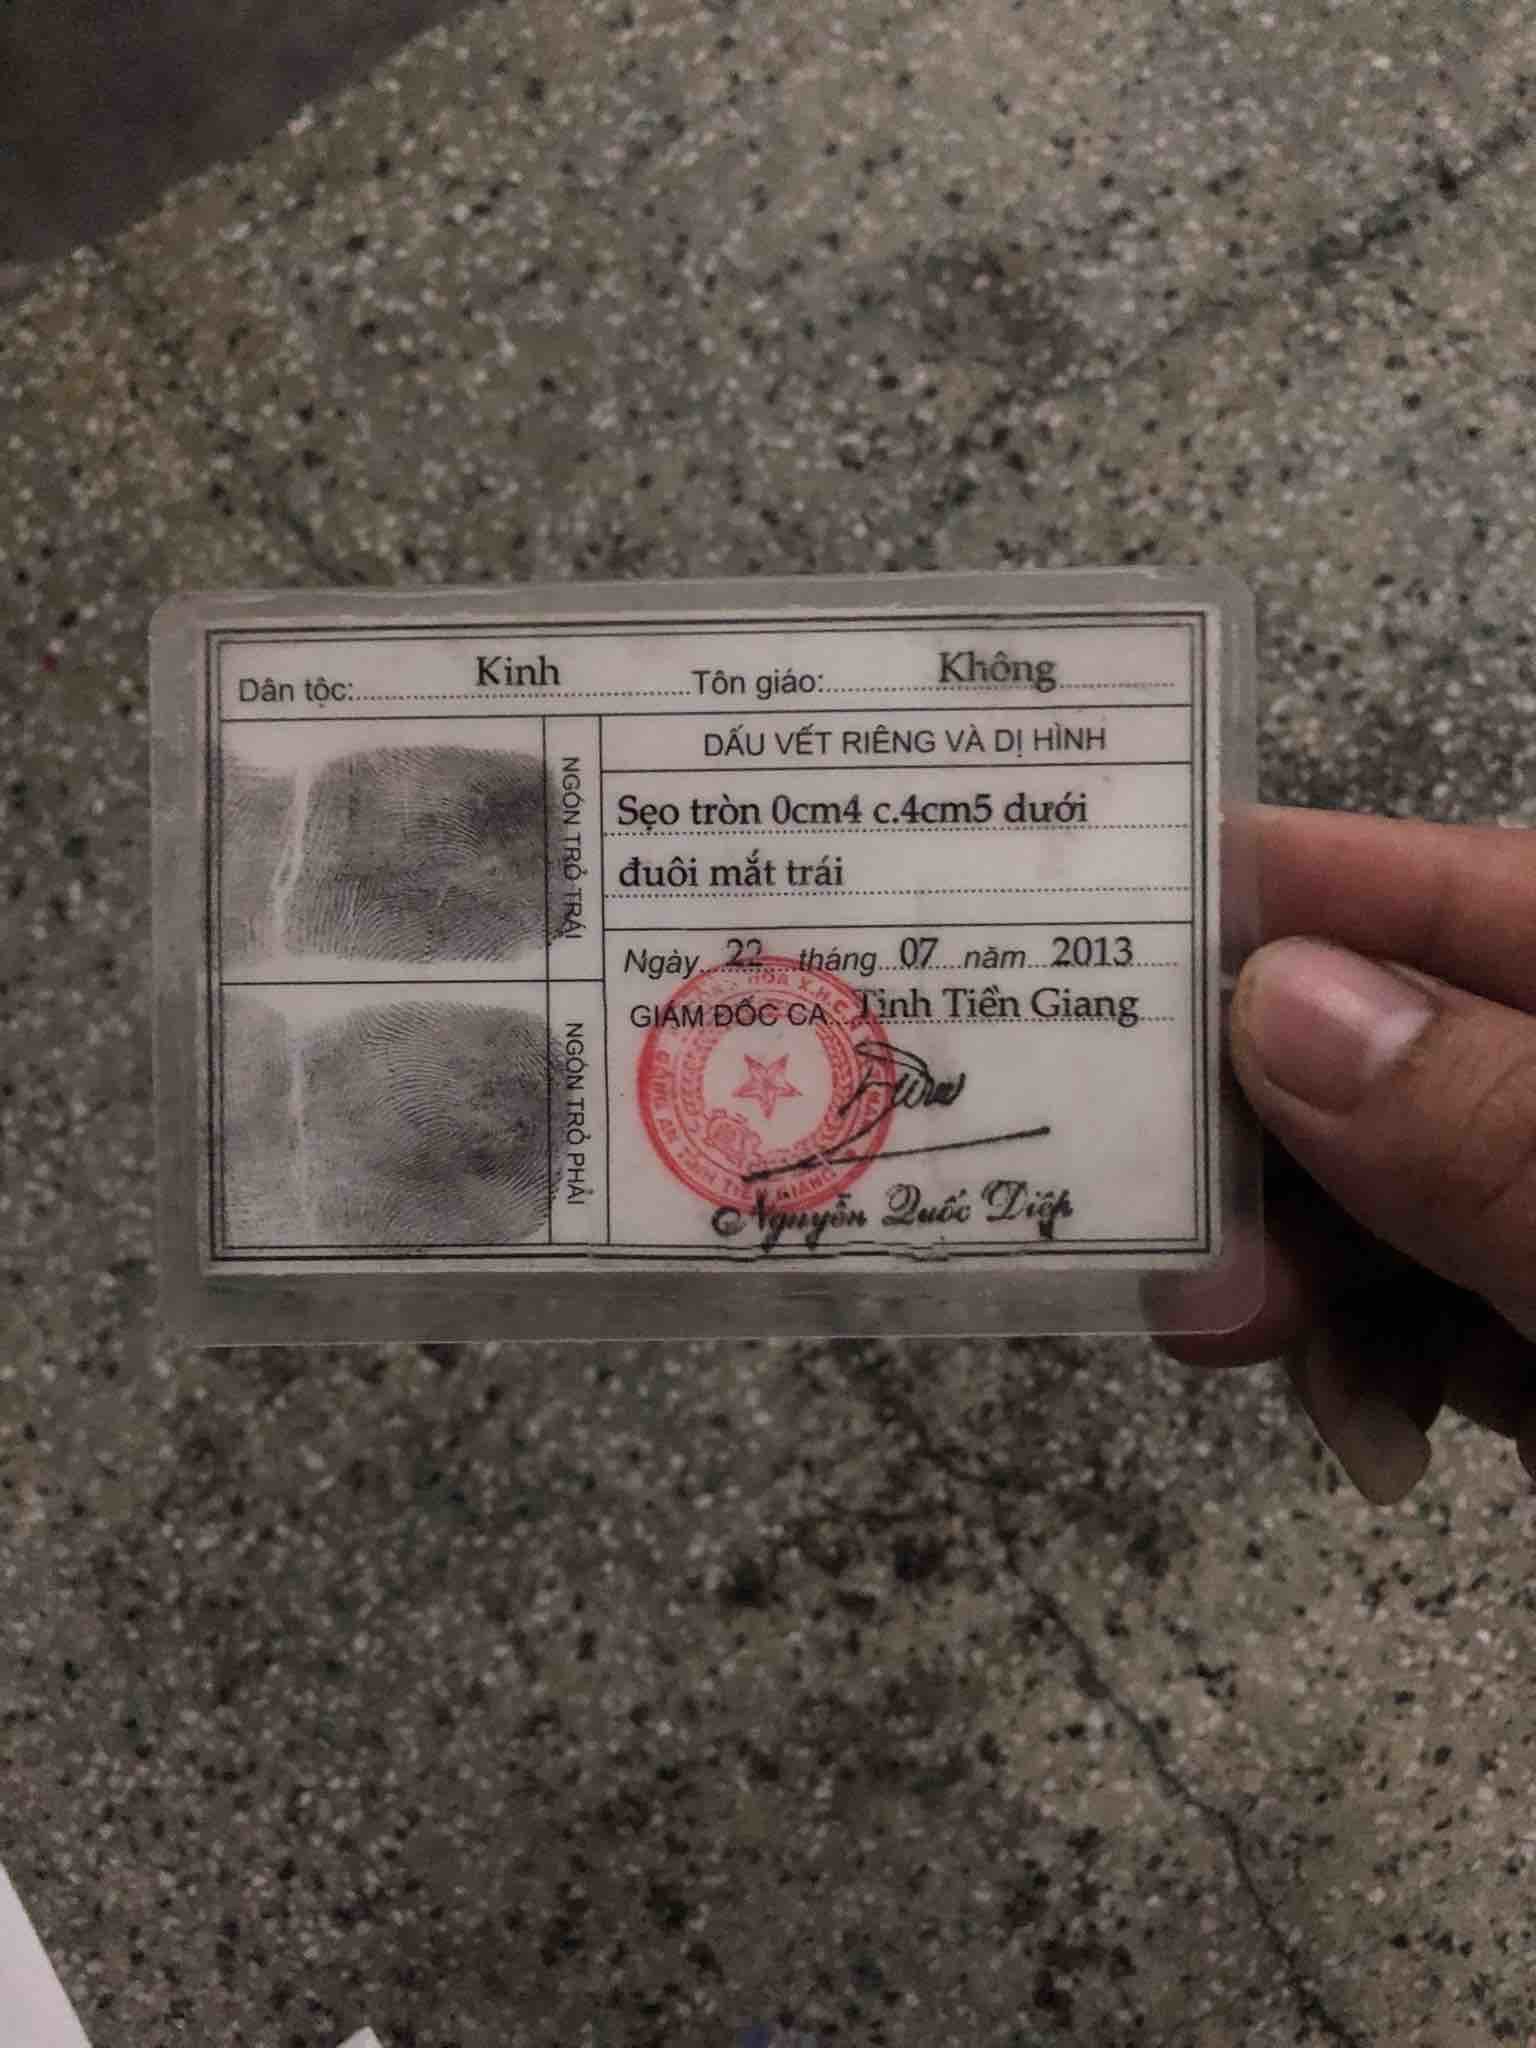 Dân tộc: Kinh Tôn giáo: Không
NGÓN TRỎ TRÁI
DẤU VẾT RIÊNG VÀ DỊ HÌNH
Sẹo tròn 0cm4 c.4cm5 dưới
đuôi mắt trái
NGÓN TRỎ PHẢI
Ngày 22 tháng 07 năm 2013
GIÁM ĐỐC CA Tỉnh Tiền Giang
Nguyễn Quốc Diệp